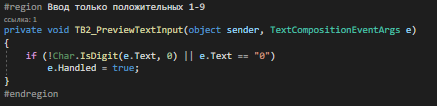 #region Ввод только положительных 1-9
ссылка: 1
private void TB2_PreviewTextInput(object sender, TextCompositionEventArgs e)
{
if (!Char.IsDigit(e.Text, 0) || e.Text == "0")
e.Handled = true;
}
#endregion